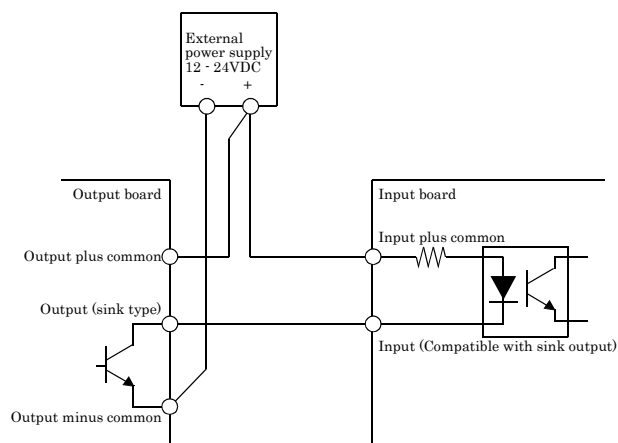 External
power supply
12 - 24VDC
- +
Output board
Input board
Output plus common
Input plus common
Output (sink type)
Input (Compatible with sink output)
Output minus common